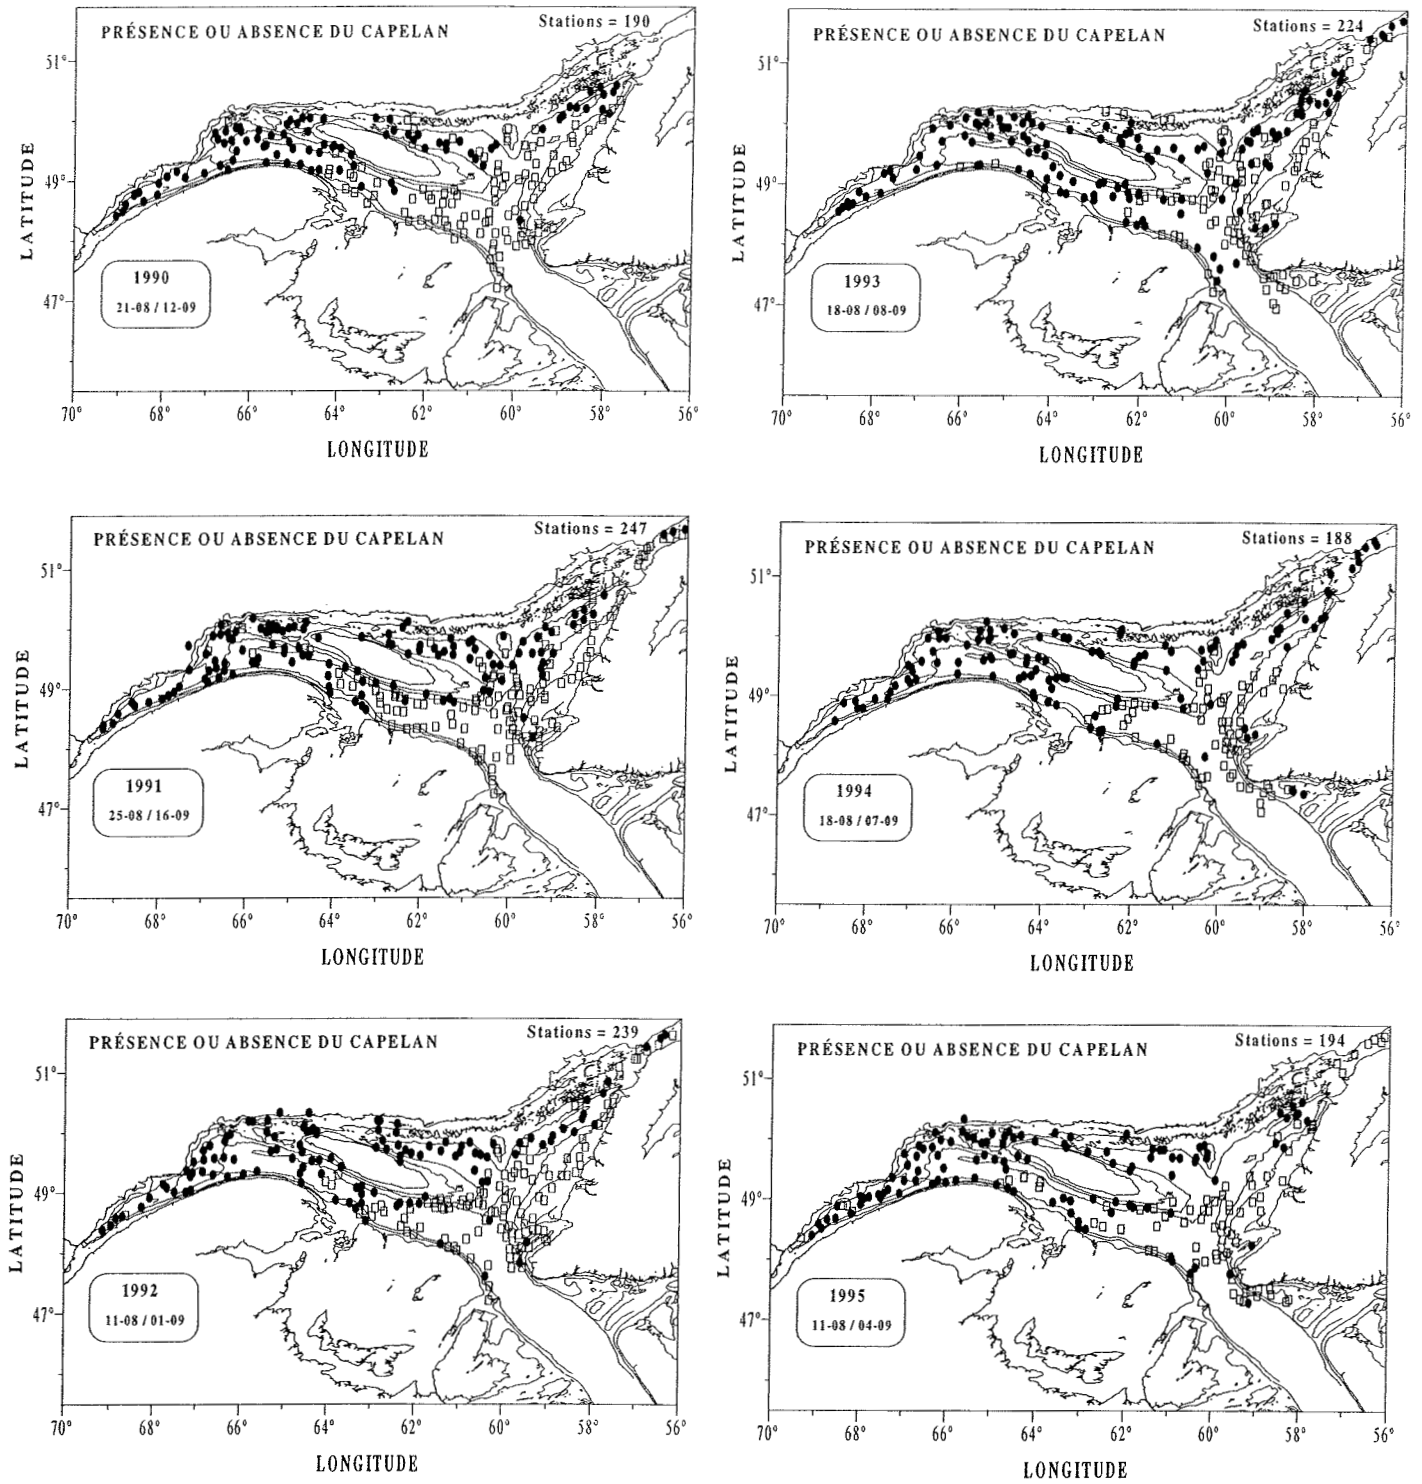 PRÉSENCE OU ABSENCE DU CAPELAN
Stations = 190
51°
49°
47°
LATITUDE
1990
21-08 / 12-09
70° 68° 66° 64° 62° 60° 58° 56°
LONGITUDE
PRÉSENCE OU ABSENCE DU CAPELAN
Stations = 224
51°
49°
47°
LATITUDE
1993
18-08 / 08-09
70° 68° 66° 64° 62° 60° 58° 56°
LONGITUDE
PRÉSENCE OU ABSENCE DU CAPELAN
Stations = 247
51°
49°
47°
LATITUDE
1991
25-08 / 16-09
70° 68° 66° 64° 62° 60° 58° 56°
LONGITUDE
PRÉSENCE OU ABSENCE DU CAPELAN
Stations = 188
51°
49°
47°
LATITUDE
1994
18-08 / 07-09
70° 68° 66° 64° 62° 60° 58° 56°
LONGITUDE
PRÉSENCE OU ABSENCE DU CAPELAN
Stations = 239
51°
49°
47°
LATITUDE
1992
11-08 / 01-09
70° 68° 66° 64° 62° 60° 58° 56°
LONGITUDE
PRÉSENCE OU ABSENCE DU CAPELAN
Stations = 194
51°
49°
47°
LATITUDE
1995
11-08 / 04-09
70° 68° 66° 64° 62° 60° 58° 56°
LONGITUDE